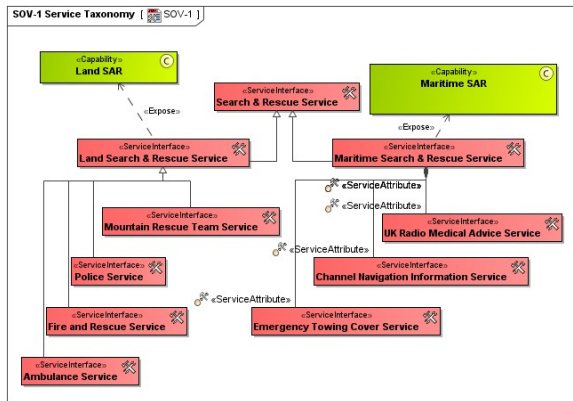 SOV-1 Service Taxonomy [ SOV-1 ]
«Capability»
Land SAR
C
«ServiceInterface»
Search & Rescue Service
«Capability»
Maritime SAR
C
«Expose»
«Expose»
«ServiceInterface»
Land Search & Rescue Service
«ServiceInterface»
Maritime Search & Rescue Service
«ServiceAttribute»
«ServiceAttribute»
«ServiceInterface»
Mountain Rescue Team Service
«ServiceInterface»
UK Radio Medical Advice Service
«ServiceAttribute»
«ServiceInterface»
Police Service
«ServiceInterface»
Channel Navigation Information Service
«ServiceAttribute»
«ServiceInterface»
Fire and Rescue Service
«ServiceInterface»
Emergency Towing Cover Service
«ServiceInterface»
Ambulance Service